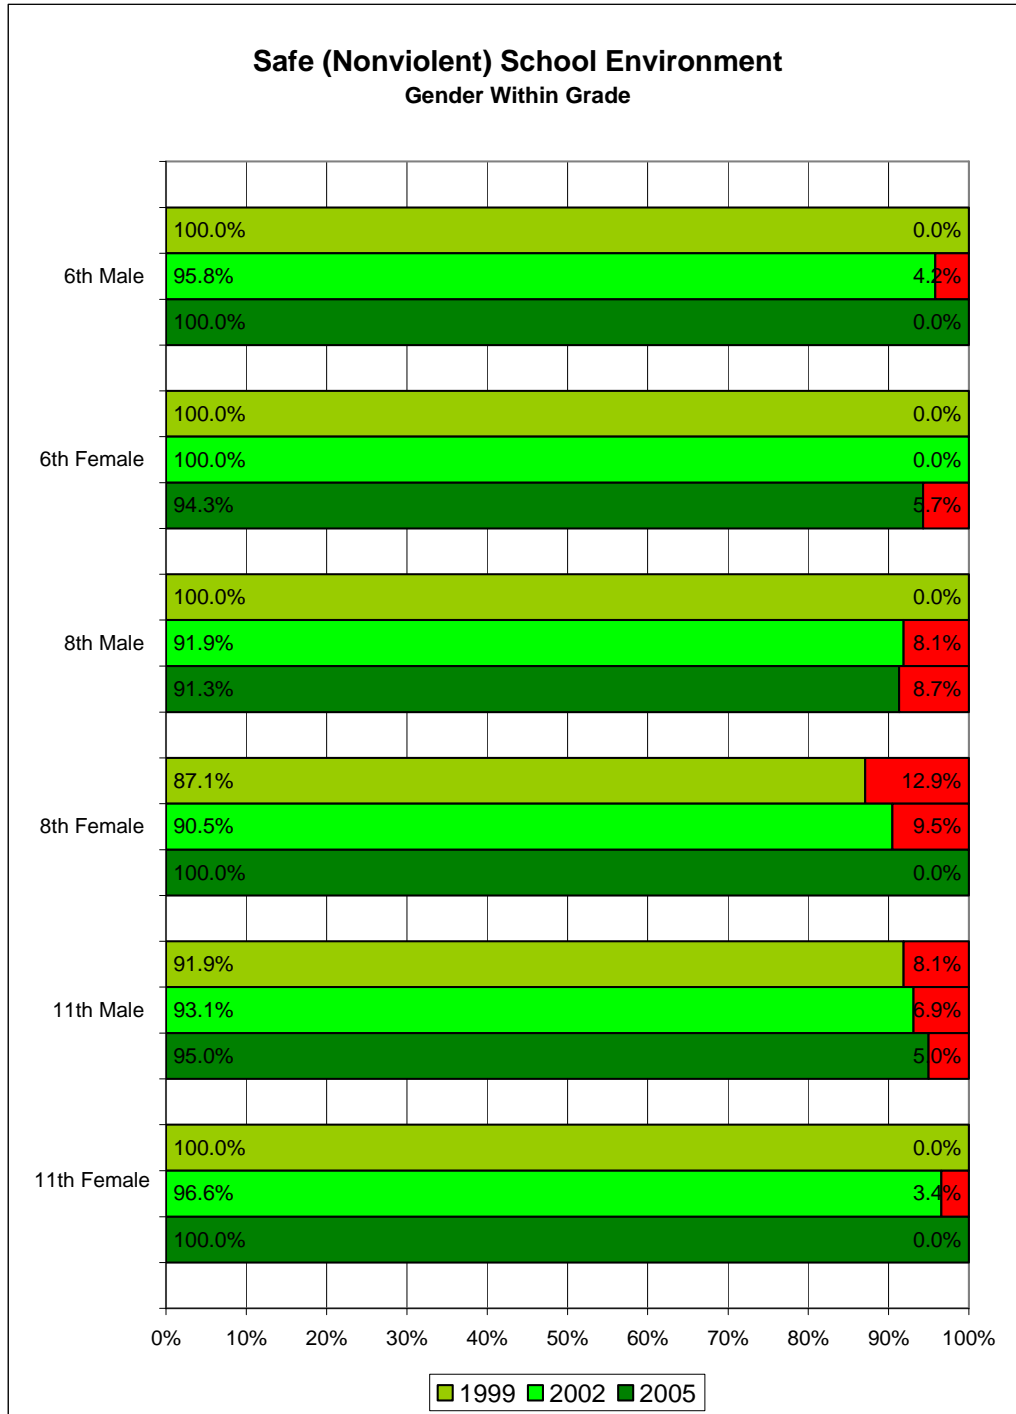 Safe (Nonviolent) School Environment
Gender Within Grade
100.0% 0.0%
6th Male 95.8% 4.2%
100.0% 0.0%
100.0% 0.0%
6th Female 100.0% 0.0%
94.3% 5.7%
100.0% 0.0%
8th Male 91.9% 8.1%
91.3% 8.7%
87.1% 12.9%
8th Female 90.5% 9.5%
100.0% 0.0%
91.9% 8.1%
11th Male 93.1% 6.9%
95.0% 5.0%
100.0% 0.0%
11th Female 96.6% 3.4%
100.0% 0.0%
0% 10% 20% 30% 40% 50% 60% 70% 80% 90% 100%
1999 2002 2005